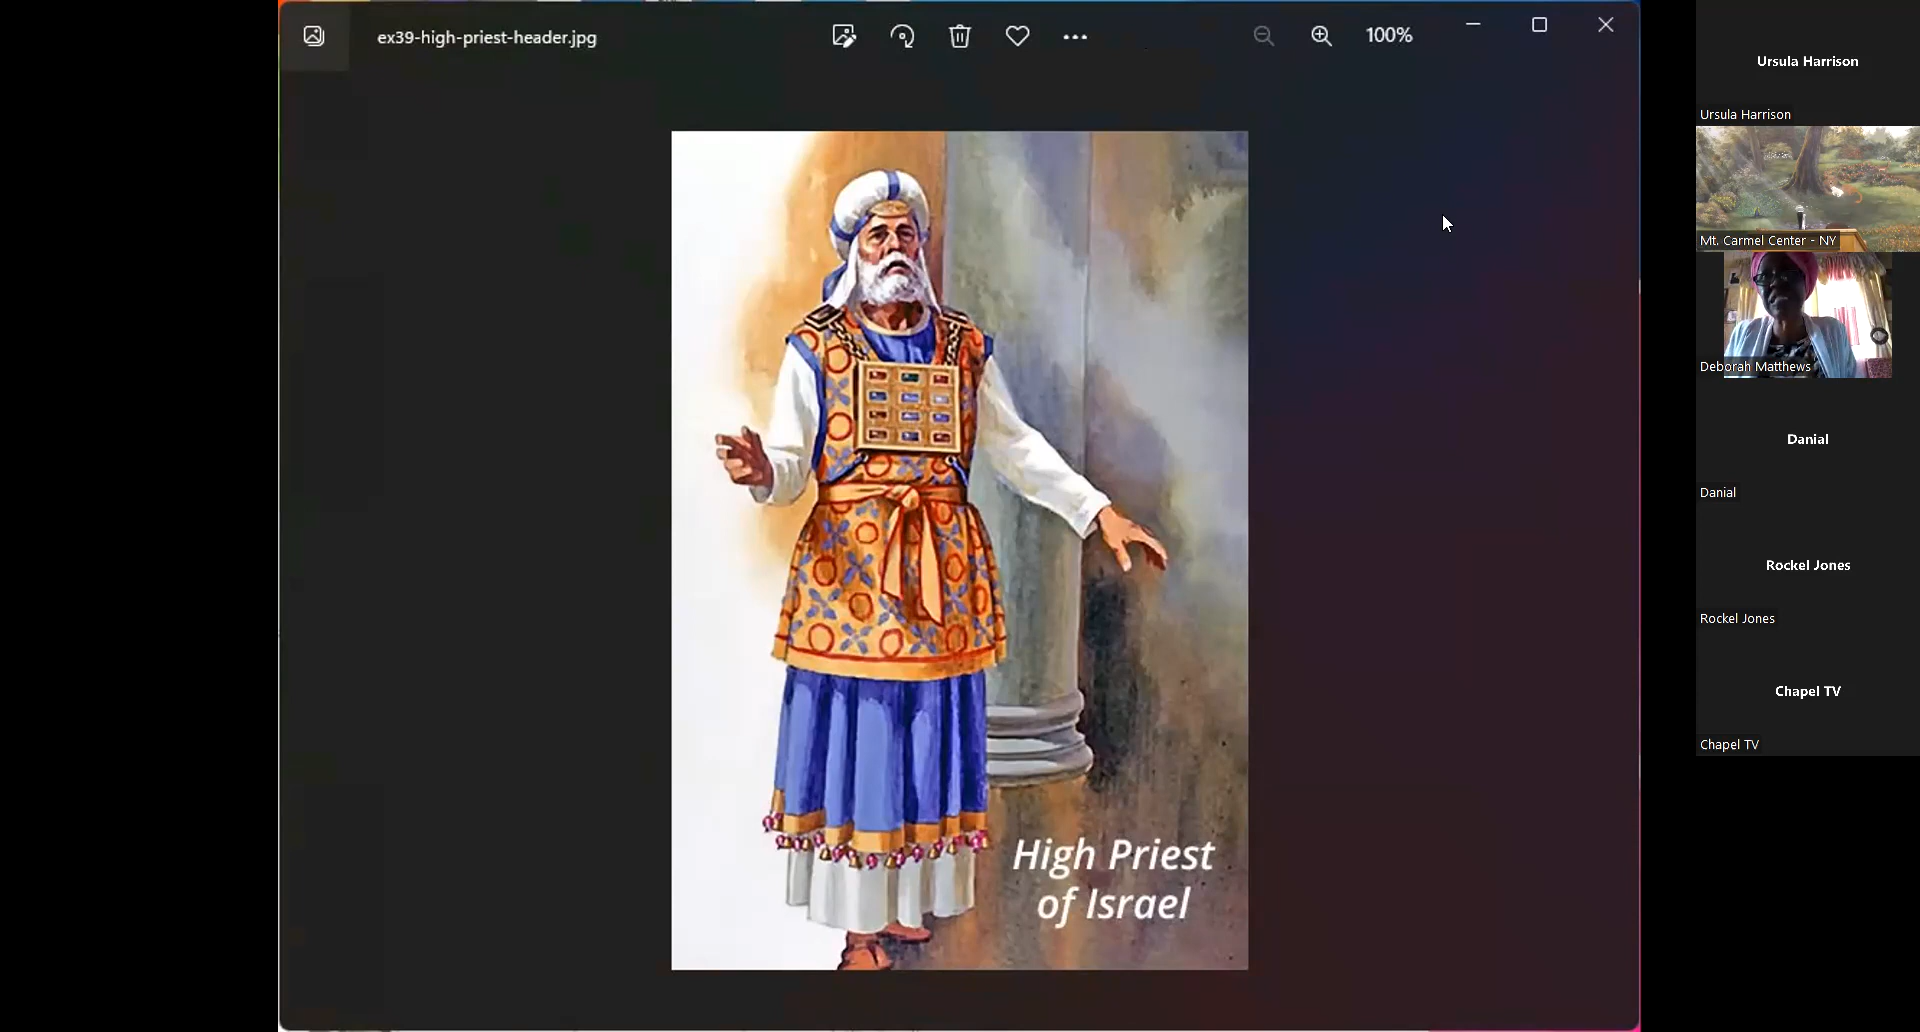 ex39-high-priest-header.jpg
100%
High Priest
of Israel
Ursula Harrison
Ursula Harrison
Mt. Carmel Center - NY
Deborah Matthews
Danial
Danial
Rockel Jones
Rockel Jones
Chapel TV
Chapel TV